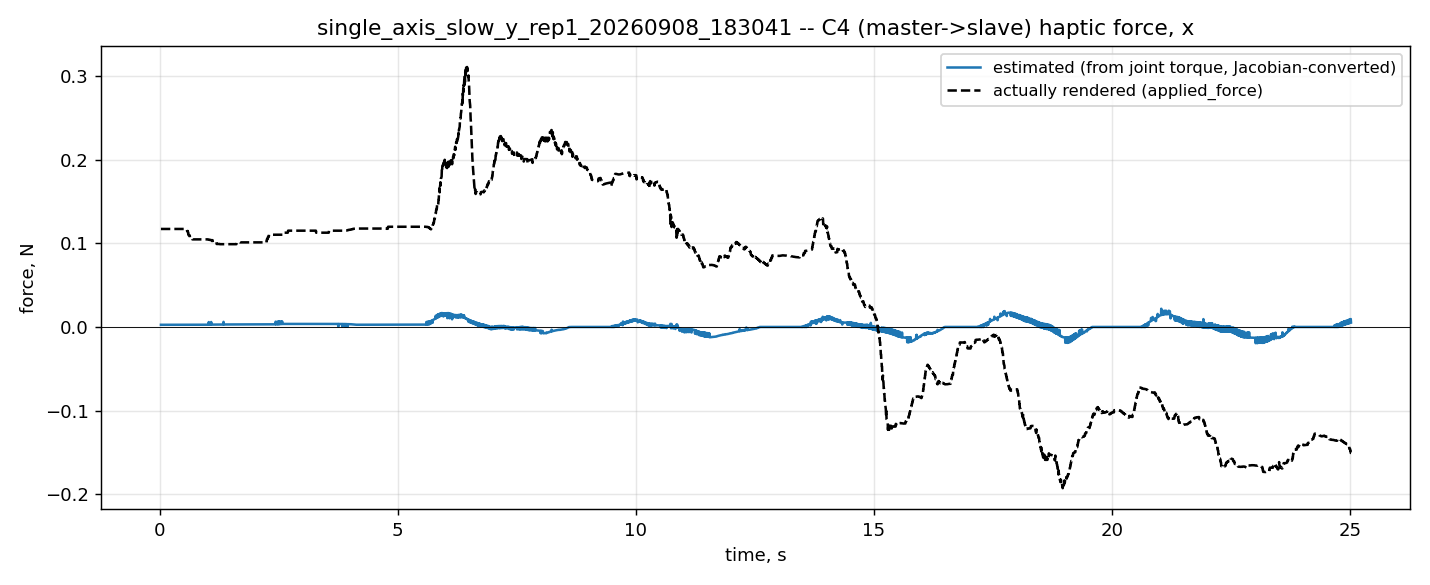 single_axis_slow_y_rep1_20260908_183041 -- C4 (master->slave) haptic force, x
estimated (from joint torque, Jacobian-converted)
actually rendered (applied_force)
force, N
0.3
0.2
0.1
0.0
−0.1
−0.2
0 5 10 15 20 25
time, s